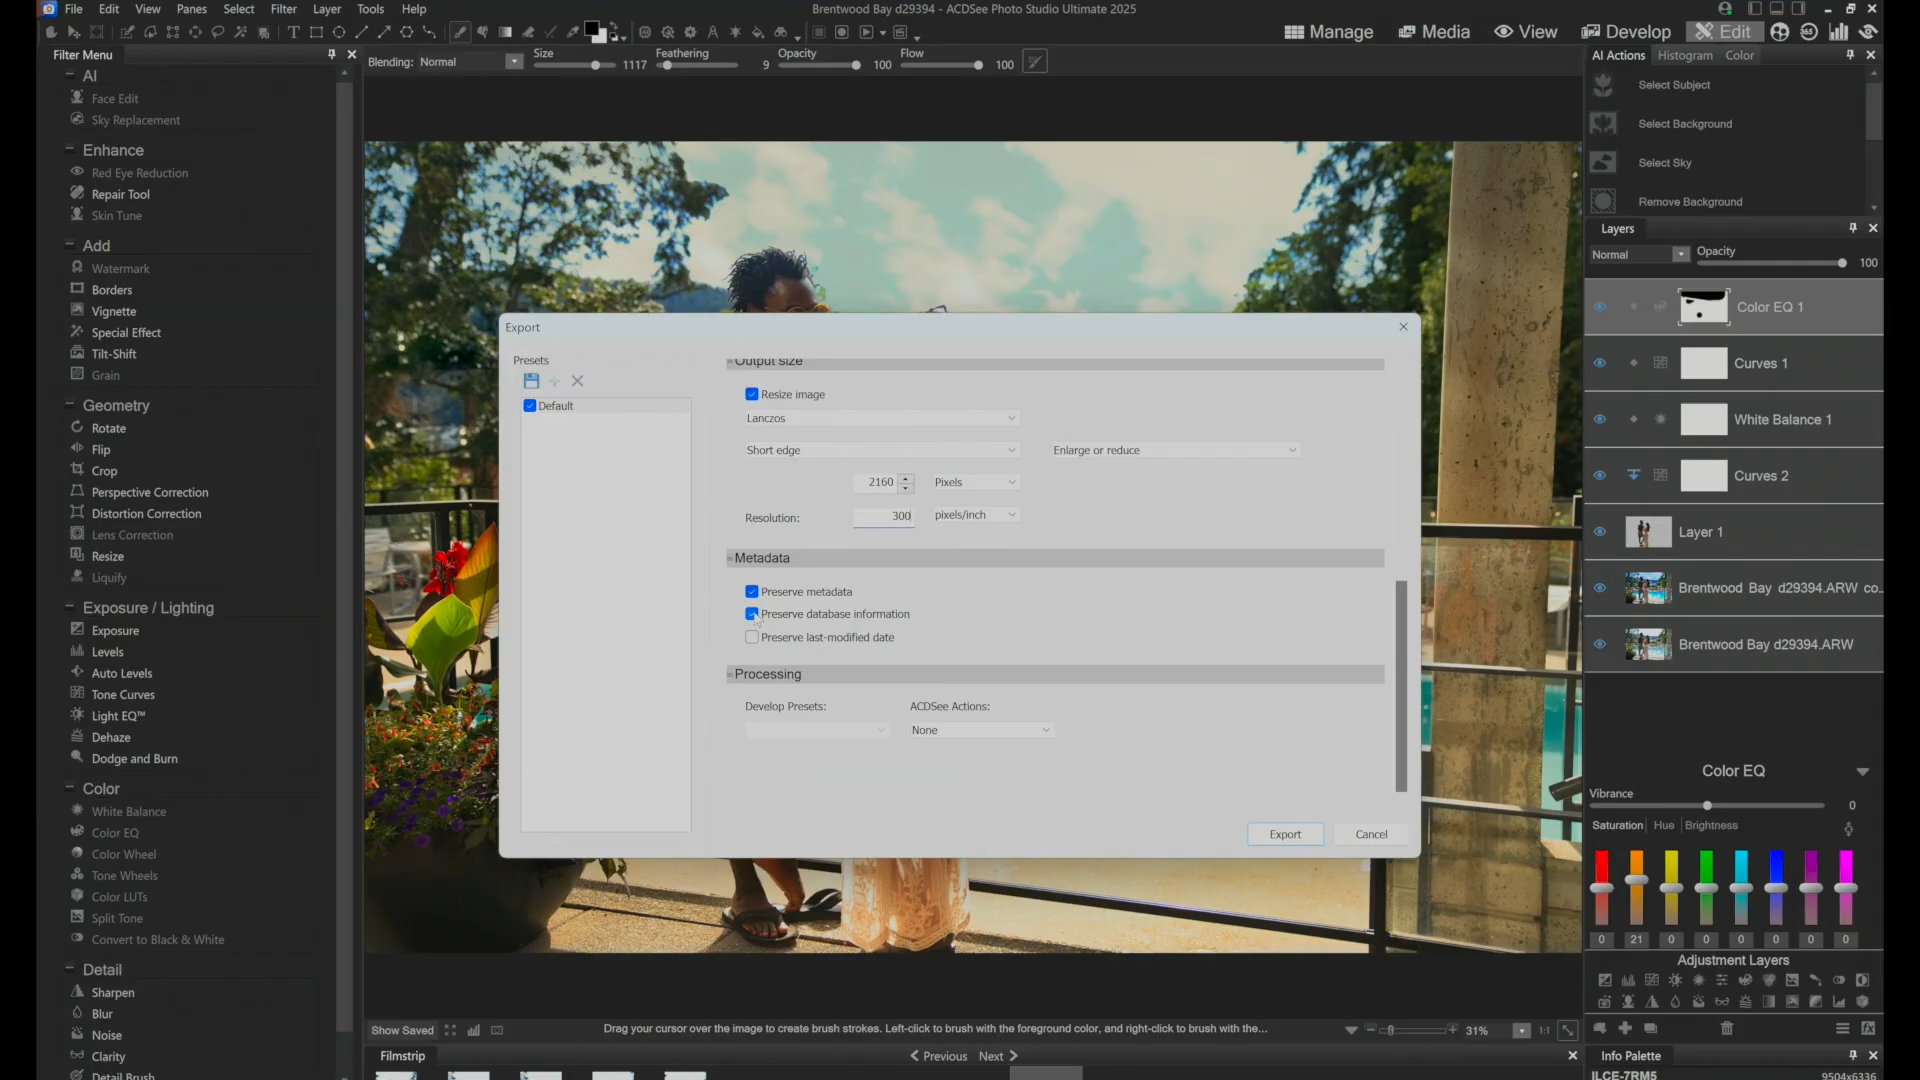 File Edit View Panes Select Filter Layer Tools Help
Brentwood Bay d29394 - ACDSee Photo Studio Ultimate 2025
Manage Media View Develop Edit
Filter Menu
Blending: Normal Size 1117 Feathering 9 Opacity 100 Flow 100
AI
Face Edit
Sky Replacement
Enhance
Red Eye Reduction
Repair Tool
Skin Tune
Add
Watermark
Borders
Vignette
Special Effect
Tilt-Shift
Grain
Geometry
Rotate
Flip
Crop
Perspective Correction
Distortion Correction
Lens Correction
Resize
Liquify
Exposure / Lighting
Exposure
Levels
Auto Levels
Tone Curves
Light EQ™
Dehaze
Dodge and Burn
Color
White Balance
Color EQ
Color Wheel
Tone Wheels
Color LUTs
Split Tone
Convert to Black & White
Detail
Sharpen
Blur
Noise
Clarity
Detail Brush
Export
Presets
Default
Output size
Resize image
Lanczos
Short edge Enlarge or reduce
2160 Pixels
Resolution: 300 pixels/inch
Metadata
Preserve metadata
Preserve database information
Preserve last-modified date
Processing
Develop Presets: ACDSee Actions:
None
Export Cancel
AI Actions Histogram Color
Select Subject
Select Background
Select Sky
Remove Background
Layers
Normal Opacity 100
Color EQ 1
Curves 1
White Balance 1
Curves 2
Layer 1
Brentwood Bay d29394.ARW co...
Brentwood Bay d29394.ARW
Color EQ
Vibrance 0
Saturation Hue Brightness
0 21 0 0 0 0 0 0
Adjustment Layers
Show Saved Drag your cursor over the image to create brush strokes. Left-click to brush with the foreground color, and right-click to brush with the... 31% 1:1
Filmstrip Previous Next
Info Palette
ILCE-7RM5 9504x6336